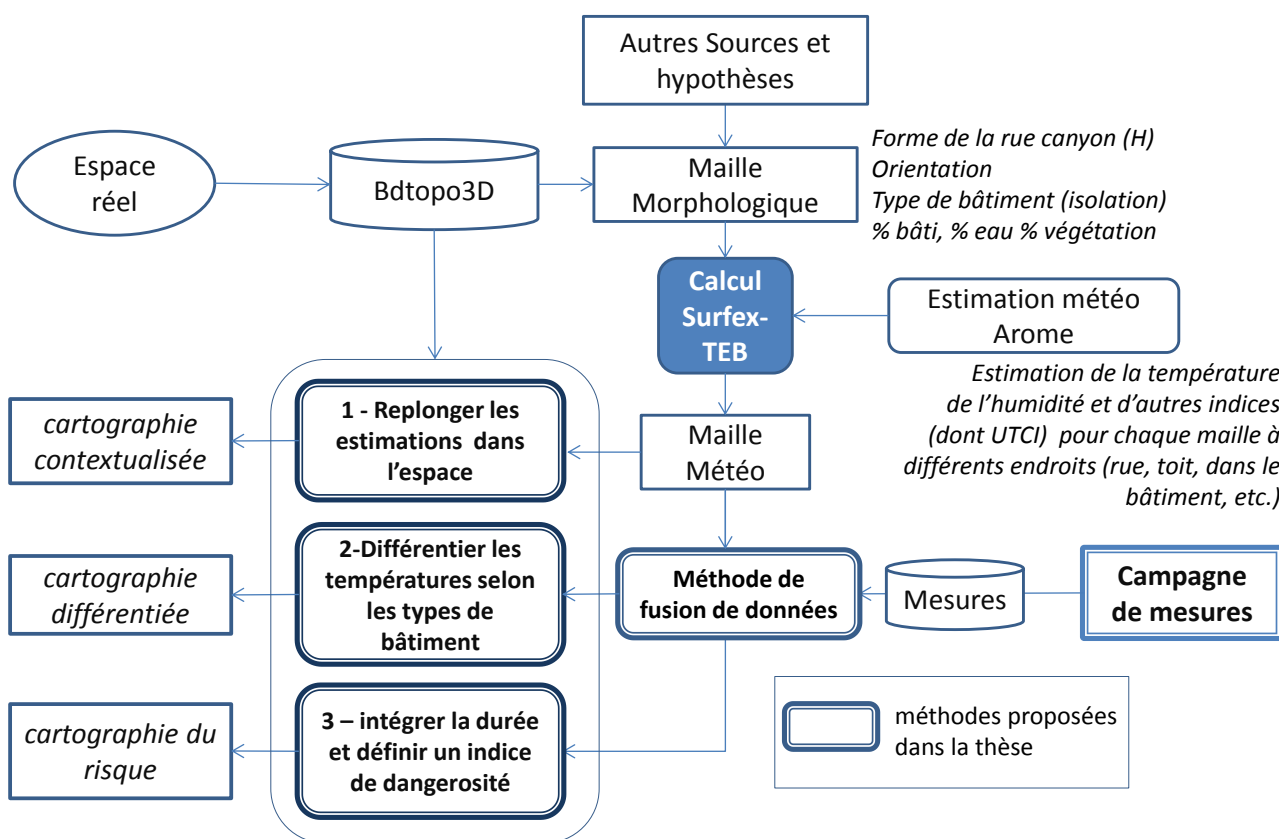 Autres Sources et
hypothèses
Espace
réel
Bdtopo3D
Maille
Morphologique
Forme de la rue canyon (H)
Orientation
Type de bâtiment (isolation)
% bâti, % eau % végétation
Calcul
Surfex-
TEB
Estimation météo
Arome
Estimation de la température
de l’humidité et d’autres indices
(dont UTCI) pour chaque maille à
différents endroits (rue, toit, dans le
bâtiment, etc.)
cartographie
contextualisée
1 - Replonger les
estimations dans
l’espace
Maille
Météo
cartographie
différentiée
2-Différentier les
températures selon
les types de
bâtiment
Méthode de
fusion de données
Mesures
Campagne
de mesures
cartographie du
risque
3 – intégrer la durée
et définir un indice
de dangerosité
méthodes proposées
dans la thèse